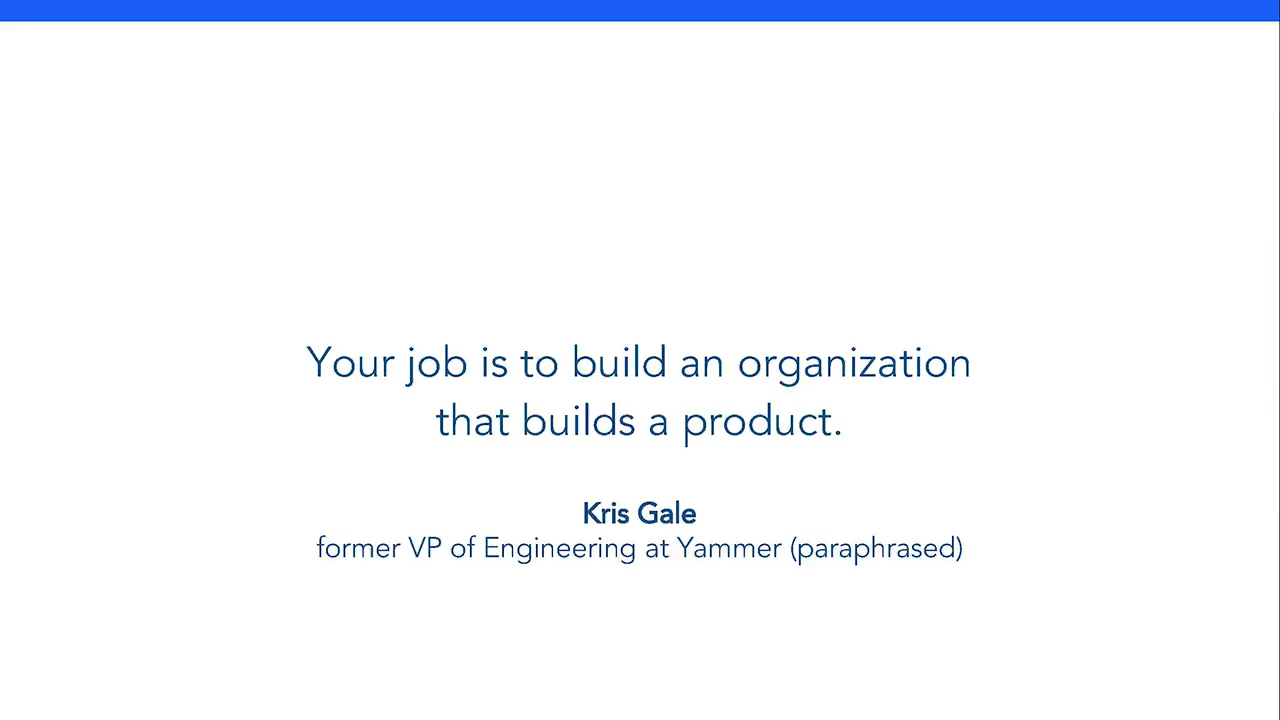 Your job is to build an organization
that builds a product.
Kris Gale
former VP of Engineering at Yammer (paraphrased)